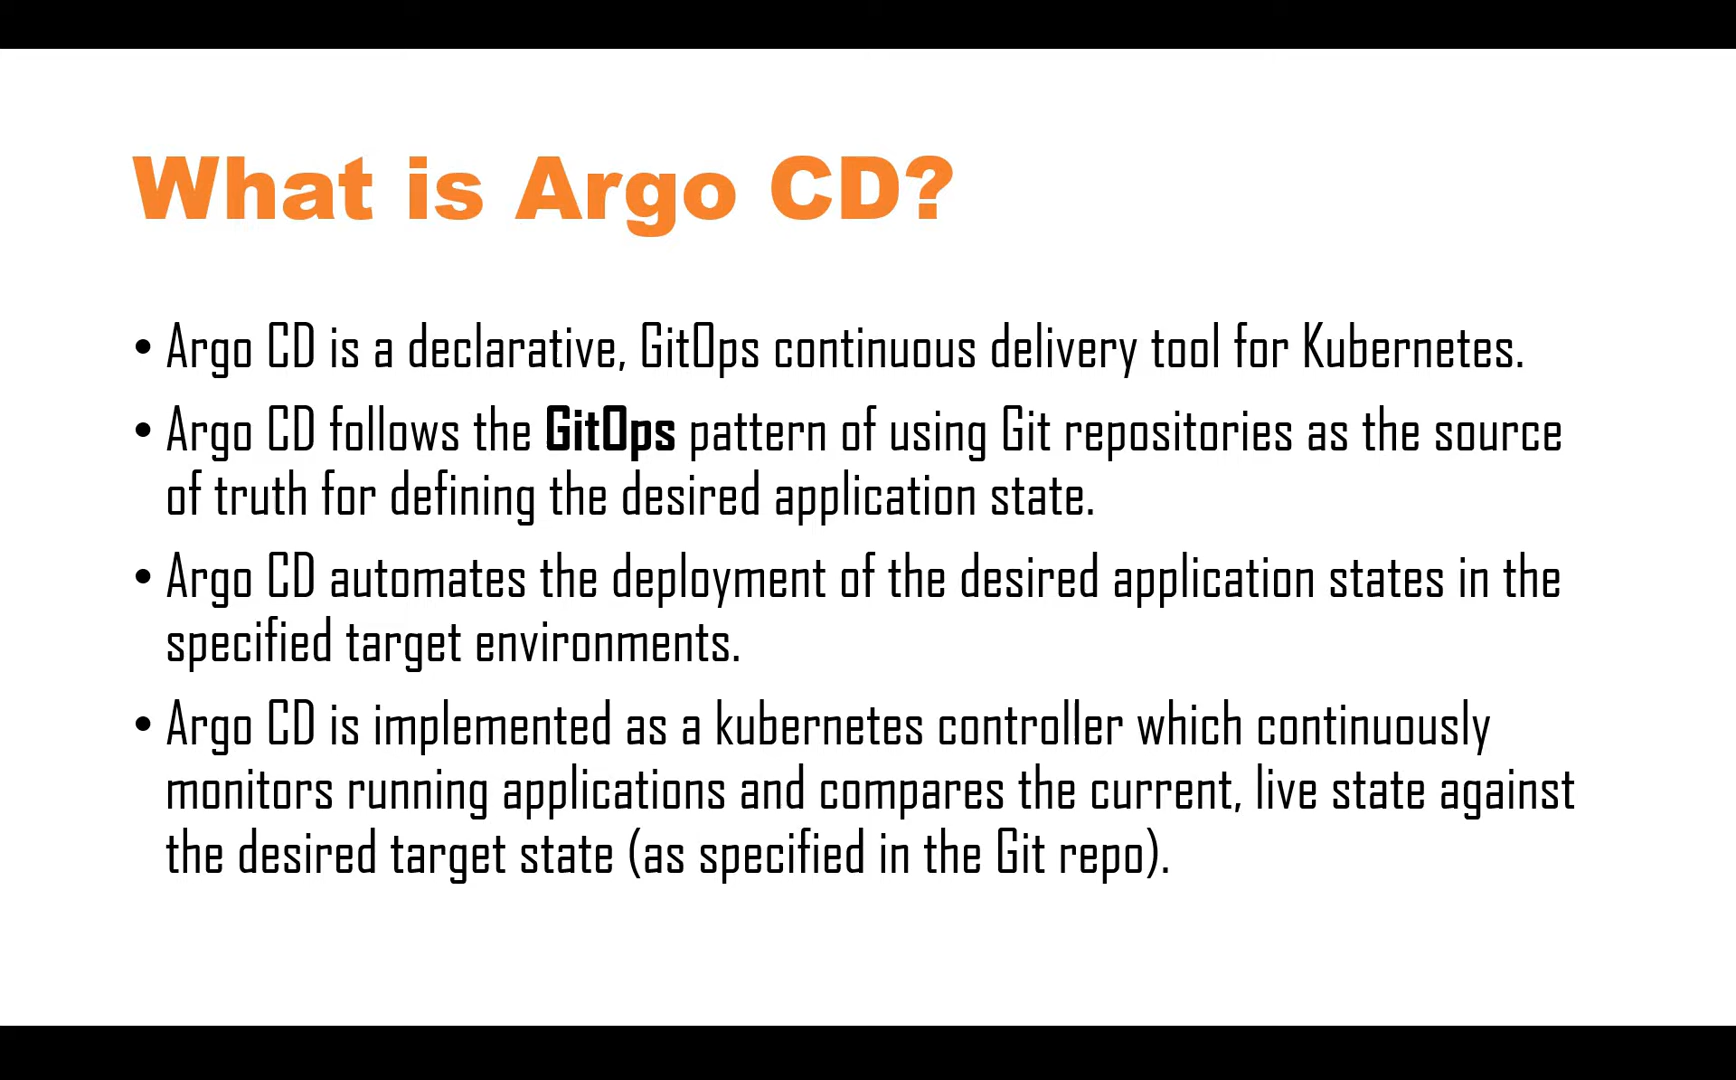 What is Argo CD?
• Argo CD is a declarative, GitOps continuous delivery tool for Kubernetes.
• Argo CD follows the GitOps pattern of using Git repositories as the source
of truth for defining the desired application state.
• Argo CD automates the deployment of the desired application states in the
specified target environments.
• Argo CD is implemented as a kubernetes controller which continuously
monitors running applications and compares the current, live state against
the desired target state (as specified in the Git repo).